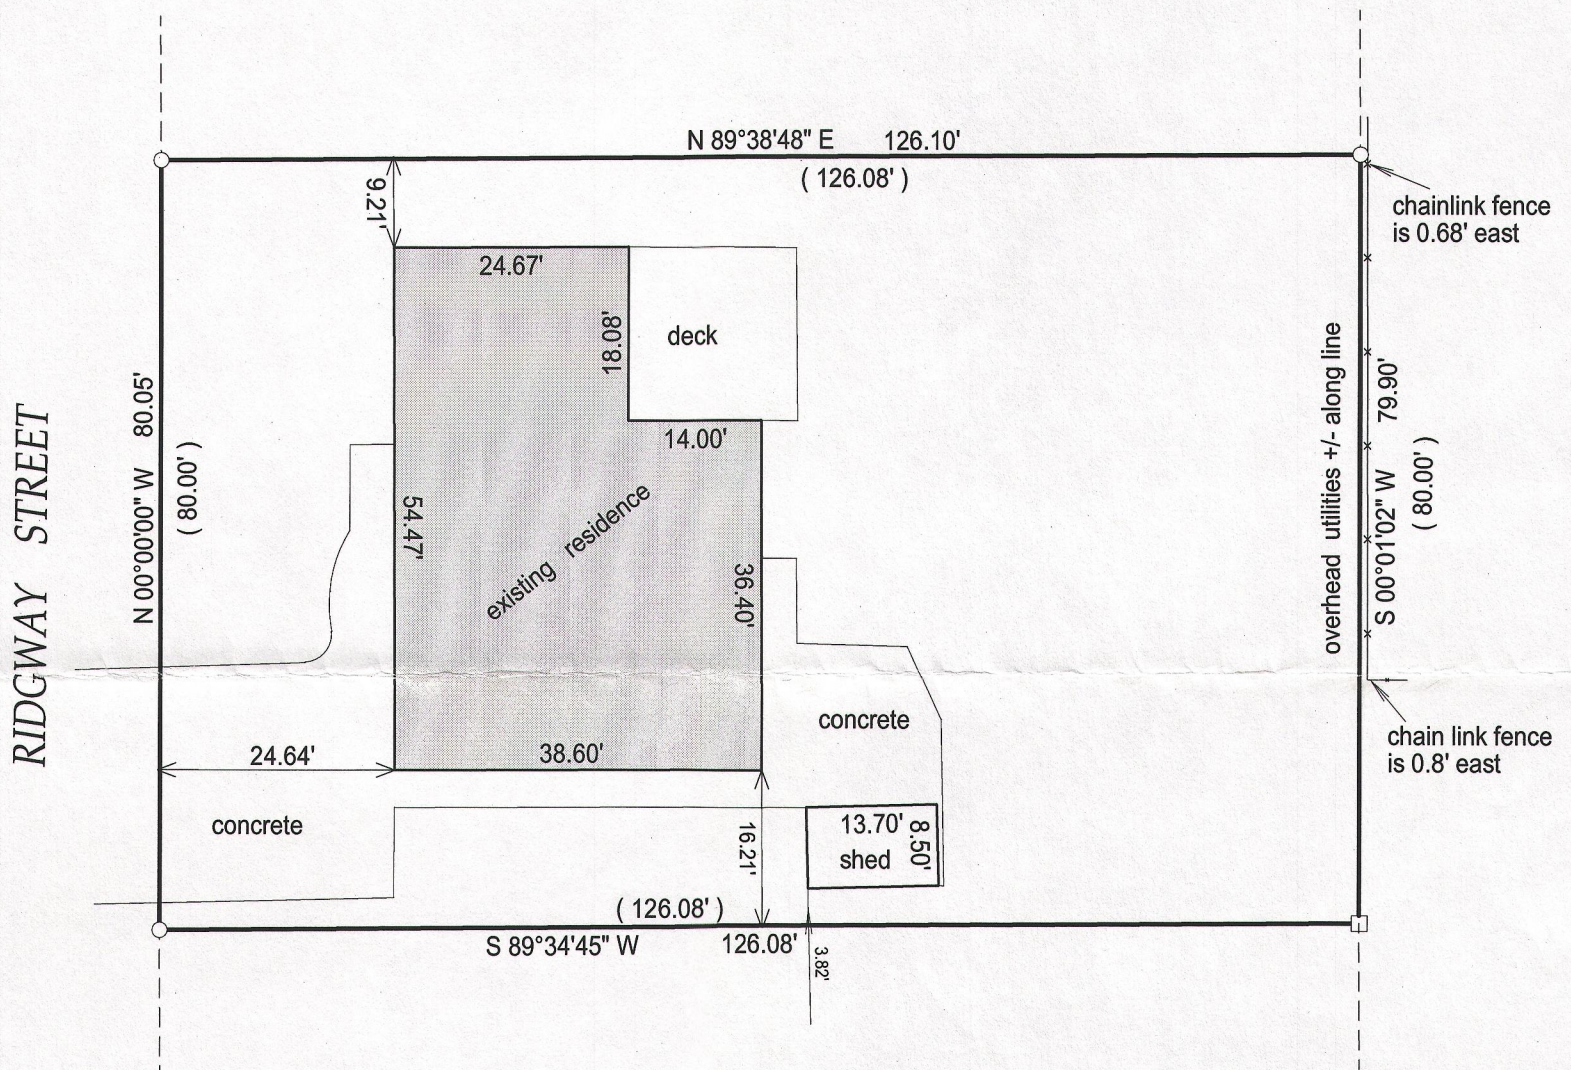 N 89°38'48" E 126.10'
( 126.08' )
chainlink fence
is 0.68' east
9.21'
24.67'
18.08'
deck
14.00'
54.47'
existing residence
36.40'
38.60'
24.64'
RIDGWAY STREET
N 00°00'00" W 80.05'
( 80.00' )
overhead utilities +/- along line
S 00°01'02" W 79.90'
( 80.00' )
chain link fence
is 0.8' east
concrete
concrete
16.21'
13.70'
8.50'
shed
( 126.08' )
S 89°34'45" W 126.08'
3.82'